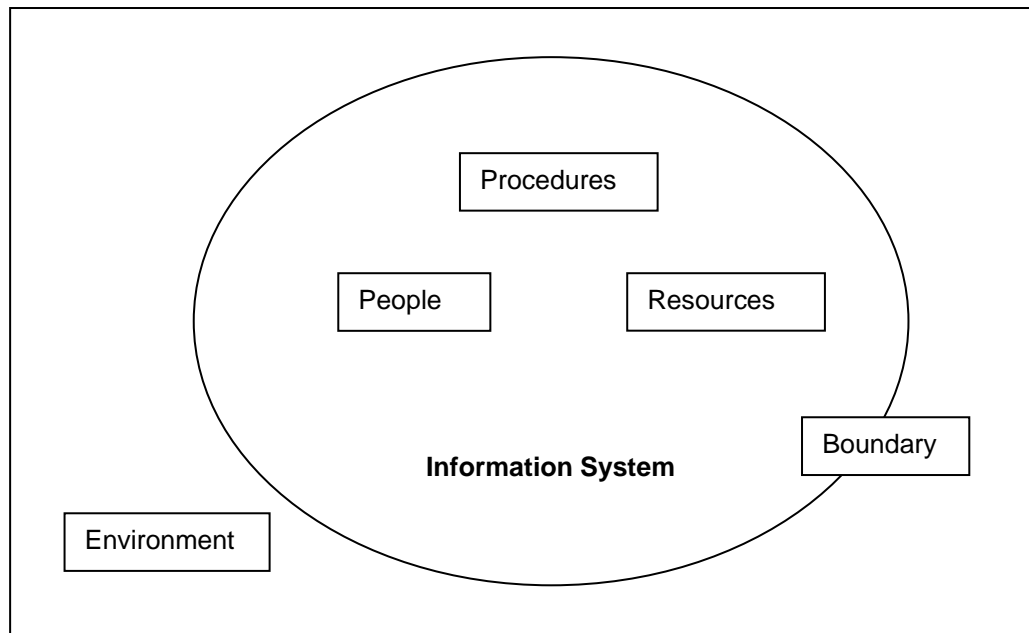 Procedures
People
Resources
Boundary
Information System
Environment